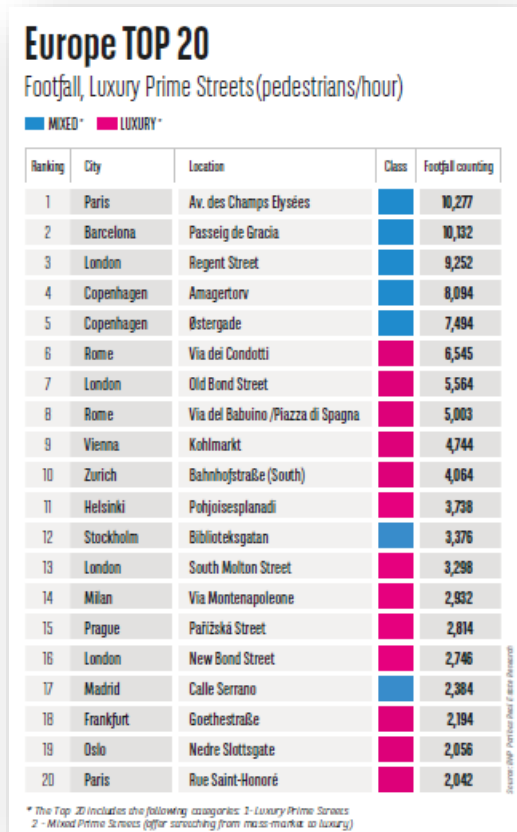 Europe TOP 20
Footfall, Luxury Prime Streets (pedestrians/hour)
MIXED* LUXURY*
Ranking City Location Class Footfall counting
1 Paris Av. des Champs Elysées 10,277
2 Barcelona Passeig de Gracia 10,132
3 London Regent Street 9,252
4 Copenhagen Amagertorv 8,094
5 Copenhagen Østergade 7,494
6 Rome Via dei Condotti 6,545
7 London Old Bond Street 5,564
8 Rome Via del Babuino /Piazza di Spagna 5,003
9 Vienna Kohlmarkt 4,744
10 Zurich Bahnhofstraße (South) 4,064
11 Helsinki Pohjoisesplanadi 3,738
12 Stockholm Biblioteksgatan 3,376
13 London South Molton Street 3,298
14 Milan Via Montenapoleone 2,932
15 Prague Pařížská Street 2,814
16 London New Bond Street 2,746
17 Madrid Calle Serrano 2,384
18 Frankfurt Goethestraße 2,194
19 Oslo Nedre Slottsgate 2,056
20 Paris Rue Saint-Honoré 2,042
* The Top 20 includes the following categories: 1- Luxury Prime Streets
2 - Mixed Prime Streets (offer stretching from mass-market to luxury)
Source: BNP Paribas Real Estate Research